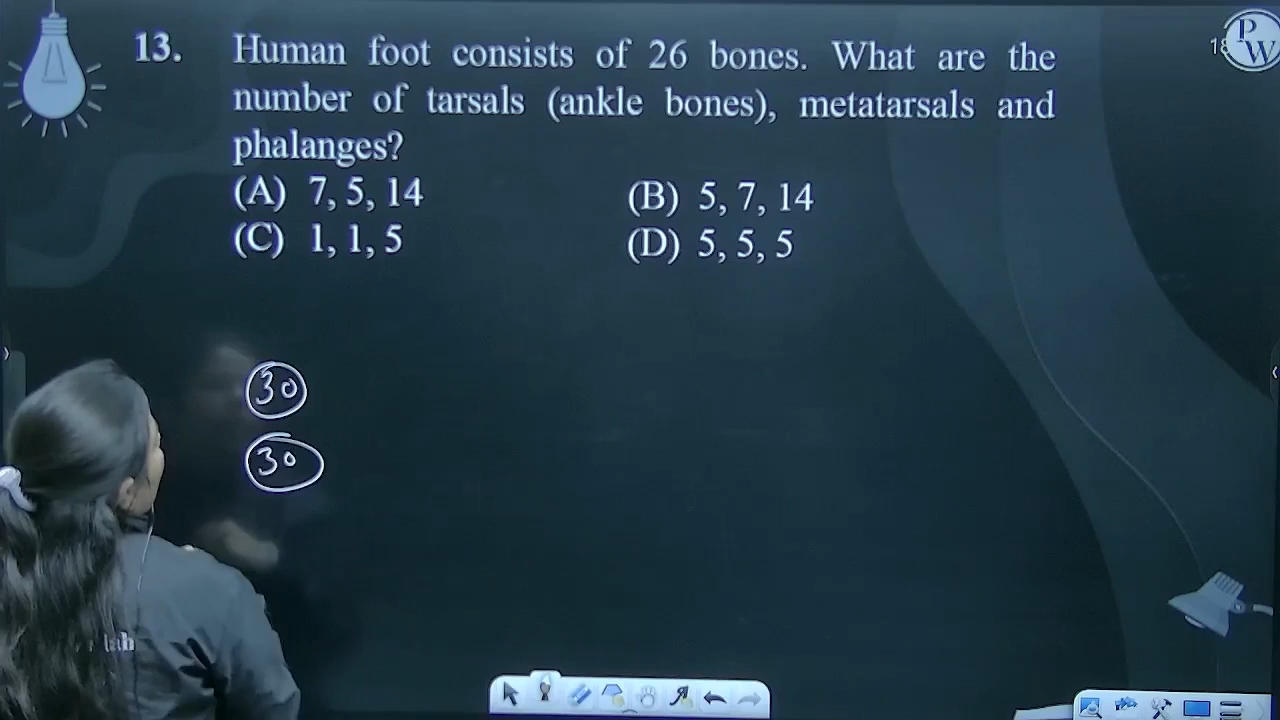 13. Human foot consists of 26 bones. What are the
number of tarsals (ankle bones), metatarsals and
phalanges?
(A) 7, 5, 14 (B) 5, 7, 14
(C) 1, 1, 5 (D) 5, 5, 5
30
30
PW